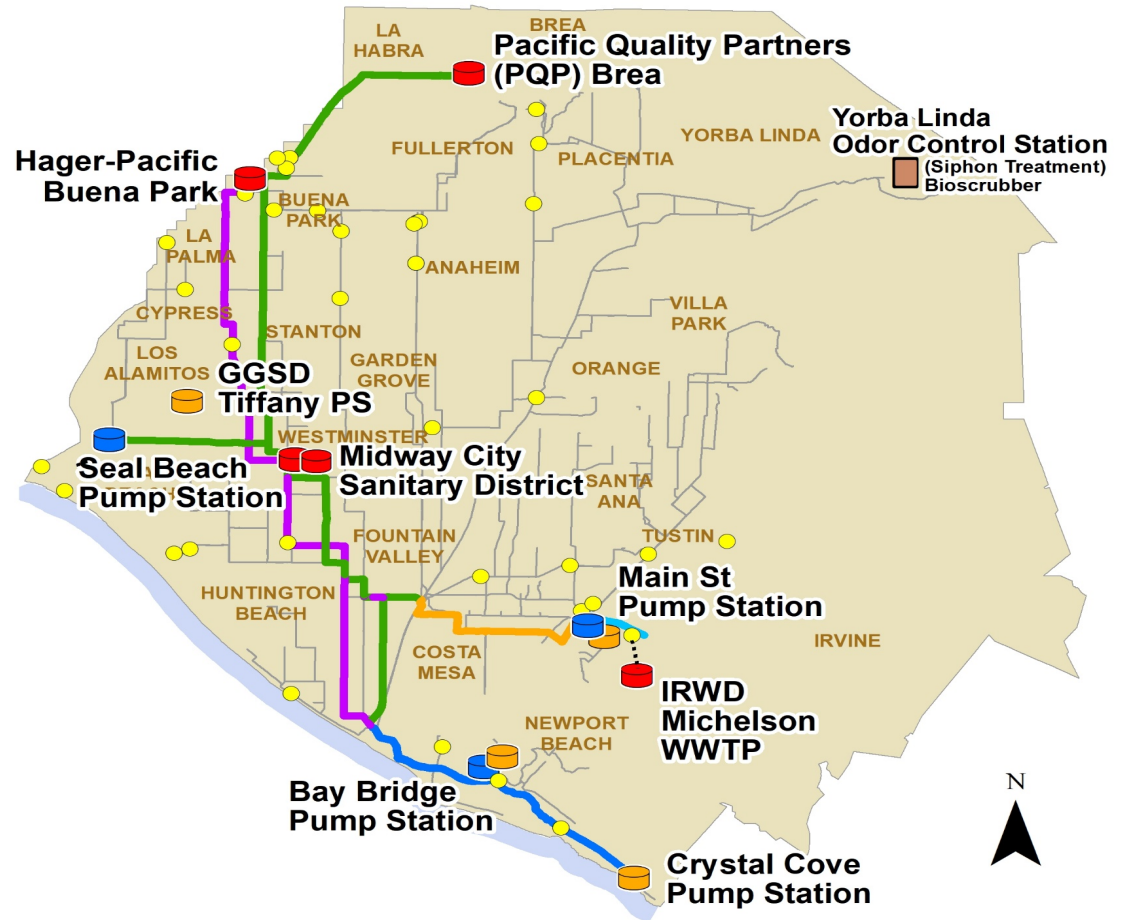 LA
HABRA
BREA
Pacific Quality Partners
(PQP) Brea
Yorba Linda
Odor Control Station
(Siphon Treatment)
Bioscrubber
YORBA LINDA
FULLERTON
PLACENTIA
Hager-Pacific
Buena Park
BUENA
PARK
LA
PALMA
ANAHEIM
CYPRESS
STANTON
VILLA
PARK
LOS
ALAMITOS
GARDEN
GROVE
ORANGE
GGSD
Tiffany PS
WESTMINSTER
Seal Beach
Pump Station
Midway City
Sanitary District
SANTA
ANA
FOUNTAIN
VALLEY
TUSTIN
Main St
Pump Station
HUNTINGTON
BEACH
IRVINE
COSTA
MESA
IRWD
Michelson
WWTP
NEWPORT
BEACH
Bay Bridge
Pump Station
N
Crystal Cove
Pump Station